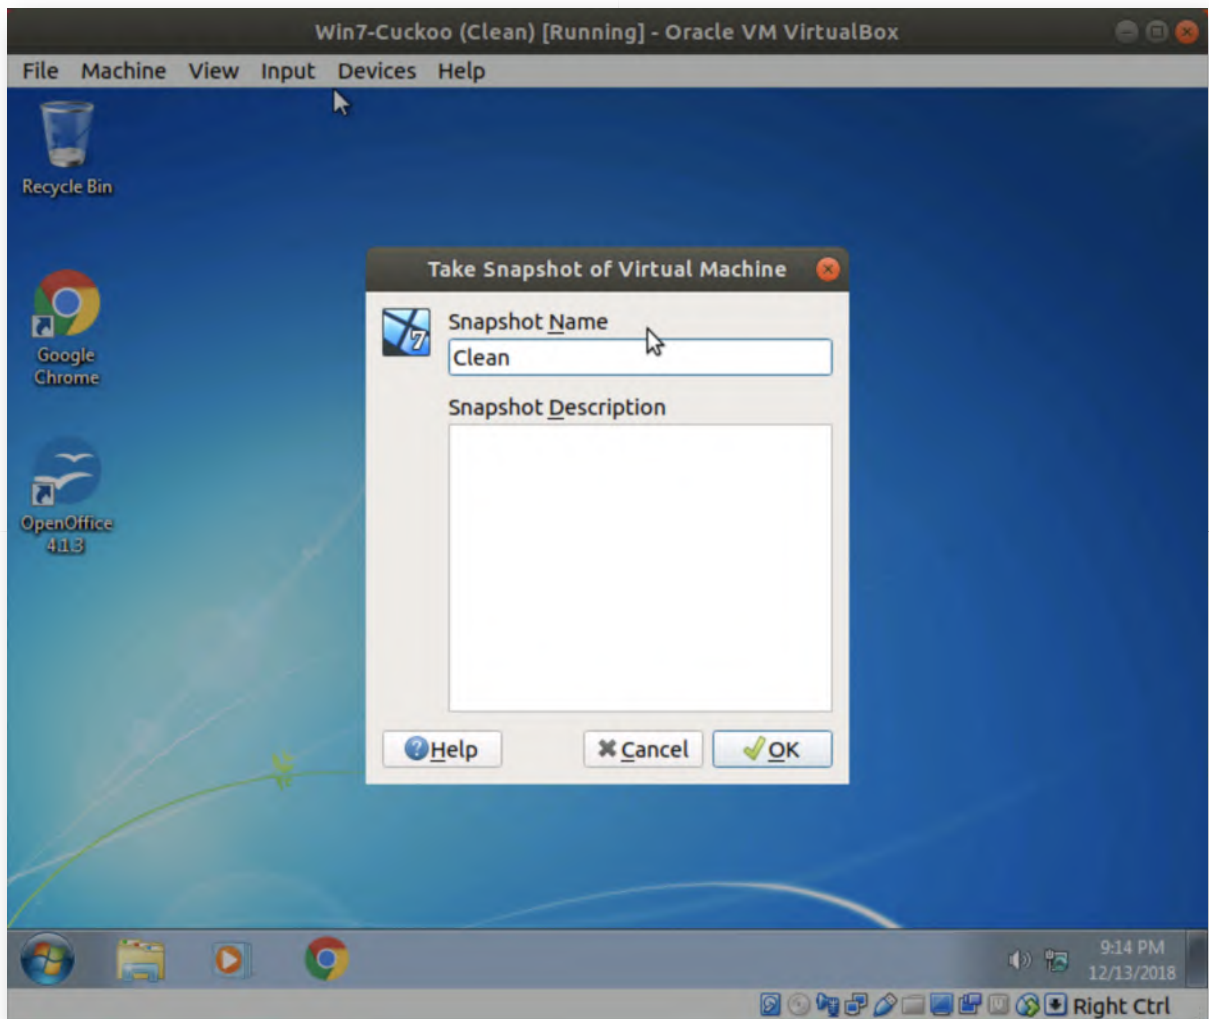 Win7-Cuckoo (Clean) [Running] - Oracle VM VirtualBox
File Machine View Input Devices Help
Recycle Bin
Google
Chrome
OpenOffice
4.1.3
Take Snapshot of Virtual Machine
7
Snapshot Name
Clean
Snapshot Description
Help Cancel OK
9:14 PM
12/13/2018
Right Ctrl